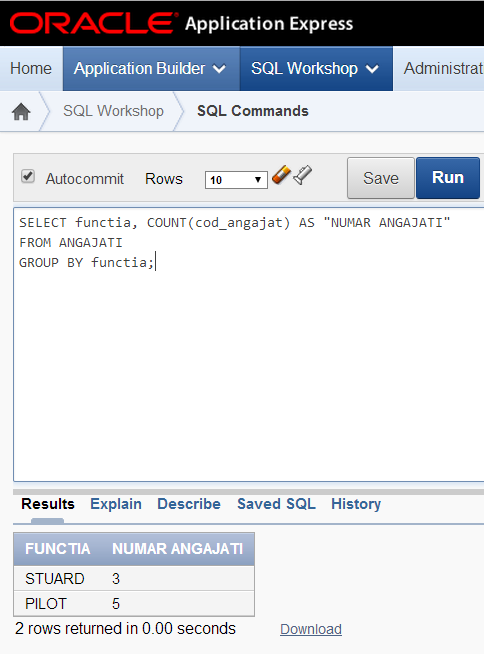 ORACLE Application Express
Home Application Builder SQL Workshop Administrat
SQL Workshop SQL Commands
Autocommit Rows 10 Save Run
SELECT functia, COUNT(cod_angajat) AS "NUMAR ANGAJATI"
FROM ANGAJATI
GROUP BY functia;
Results Explain Describe Saved SQL History
FUNCTIA NUMAR ANGAJATI
STUARD 3
PILOT 5
2 rows returned in 0.00 seconds Download